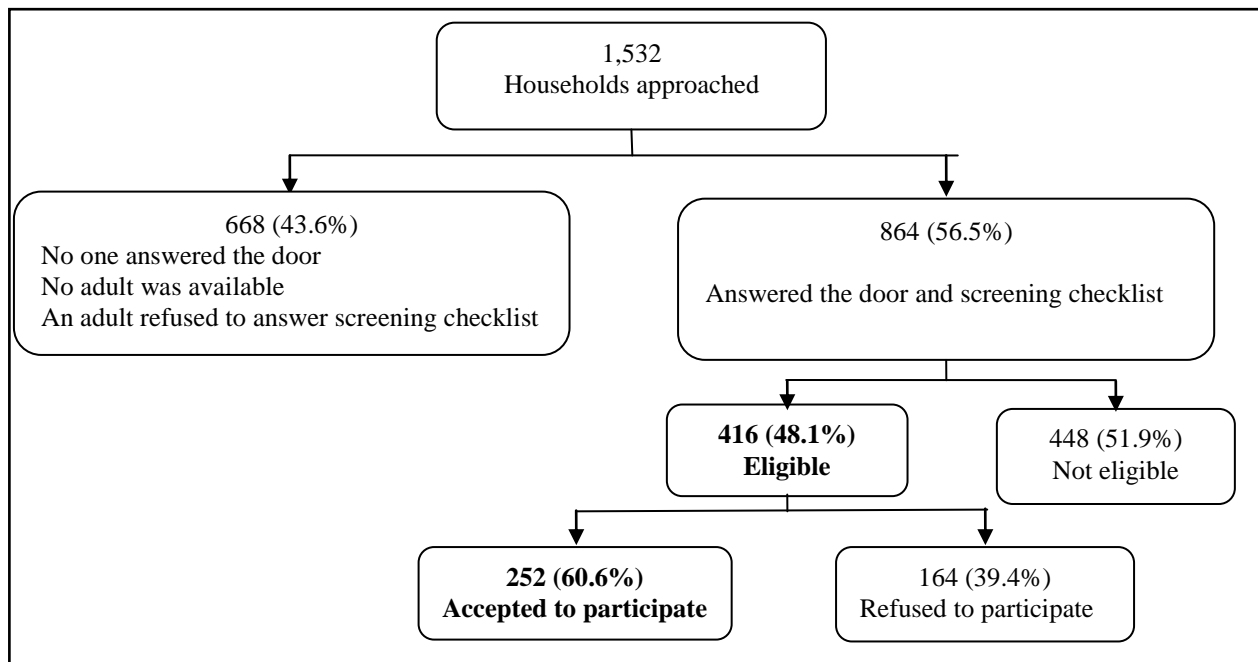 1,532
Households approached
668 (43.6%)
No one answered the door
No adult was available
An adult refused to answer screening checklist
864 (56.5%)
Answered the door and screening checklist
416 (48.1%)
Eligible
448 (51.9%)
Not eligible
252 (60.6%)
Accepted to participate
164 (39.4%)
Refused to participate